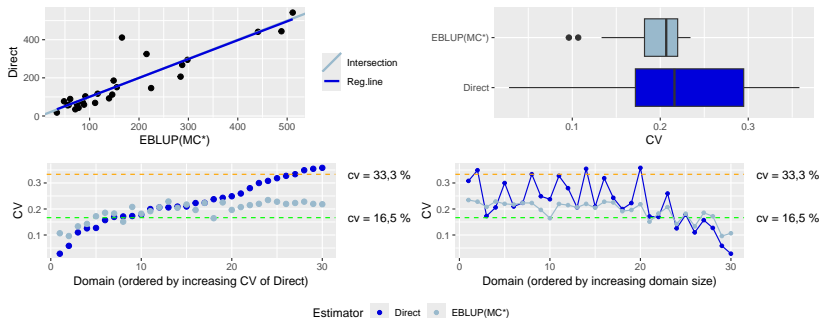 Direct
400
200
0
100
200
300
400
500
EBLUP(MC*)
Intersection
Reg.line
EBLUP(MC*)
Direct
0.1
0.2
0.3
CV
CV
0.3
0.2
0.1
0
10
20
30
Domain (ordered by increasing CV of Direct)
cv = 33,3 %
cv = 16,5 %
CV
0.3
0.2
0.1
0
10
20
30
Domain (ordered by increasing domain size)
cv = 33,3 %
cv = 16,5 %
Estimator Direct EBLUP(MC*)